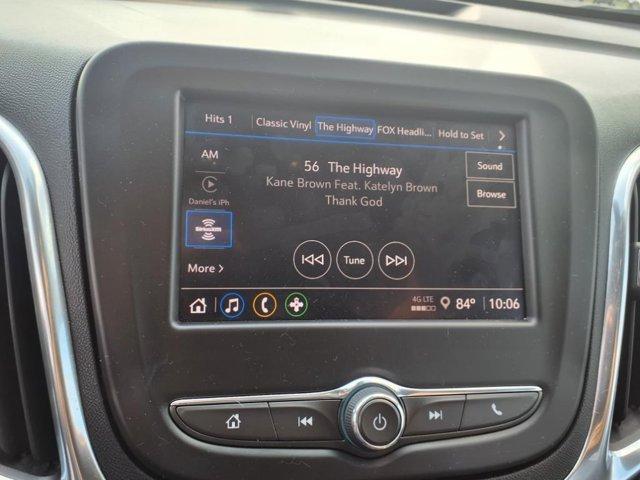 Hits 1 Classic Vinyl The Highway FOX Headli... Hold to Set
AM
56 The Highway
Sound
Kane Brown Feat. Katelyn Brown
Browse
Thank God
Daniel's iPh
SiriusXM
Tune
More
4G LTE 84° 10:06